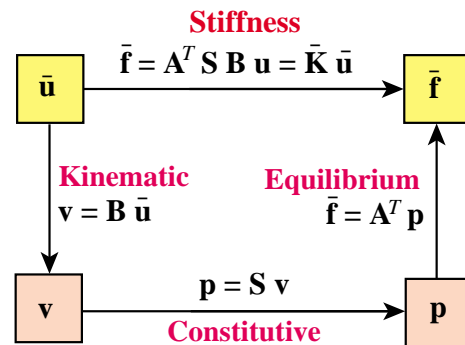 Stiffness
f̄ = Aᵀ S B u = K̄ ū
ū
f̄
Kinematic
v = B ū
Equilibrium
f̄ = Aᵀ p
p = S v
v
p
Constitutive